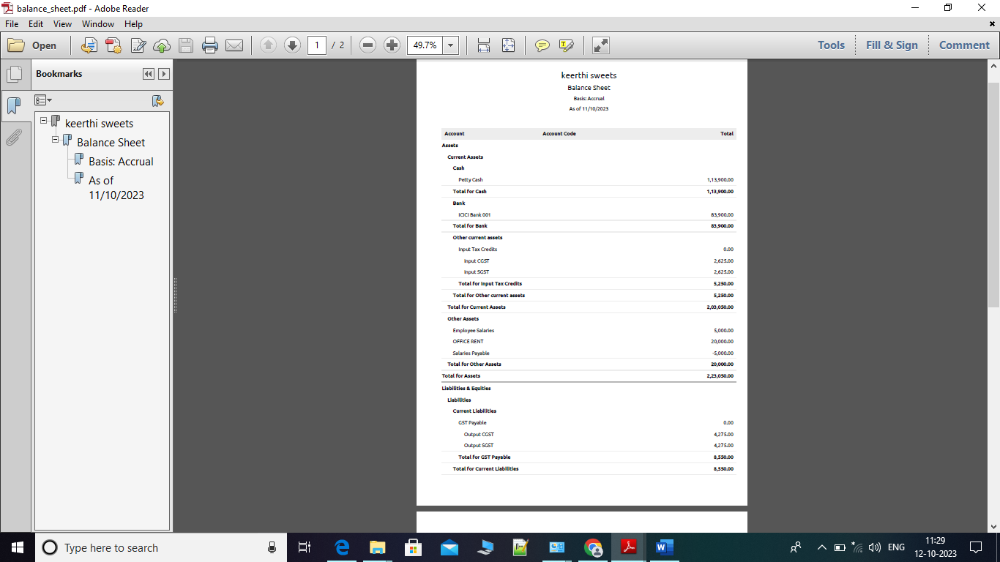 balance_sheet.pdf - Adobe Reader
File Edit View Window Help
Open 1 / 2 49.7% Tools Fill & Sign Comment
Bookmarks
keerthi sweets
Balance Sheet
Basis: Accrual
As of
11/10/2023
keerthi sweets
Balance Sheet
Basis: Accrual
As of 11/10/2023
Account Account Code Total
Assets
Current Assets
Cash
Petty Cash 1,13,900.00
Total for Cash 1,13,900.00
Bank
ICICI Bank 001 83,900.00
Total for Bank 83,900.00
Other current assets
Input Tax Credits 0.00
Input CGST 2,625.00
Input SGST 2,625.00
Total for Input Tax Credits 5,250.00
Total for Other current assets 5,250.00
Total for Current Assets 2,03,050.00
Other Assets
Employee Salaries 5,000.00
OFFICE RENT 20,000.00
Salaries Payable -5,000.00
Total for Other Assets 20,000.00
Total for Assets 2,23,050.00
Liabilities & Equities
Liabilities
Current Liabilities
GST Payable 0.00
Output CGST 4,275.00
Output SGST 4,275.00
Total for GST Payable 8,550.00
Total for Current Liabilities 8,550.00
Type here to search ENG 11:29
12-10-2023